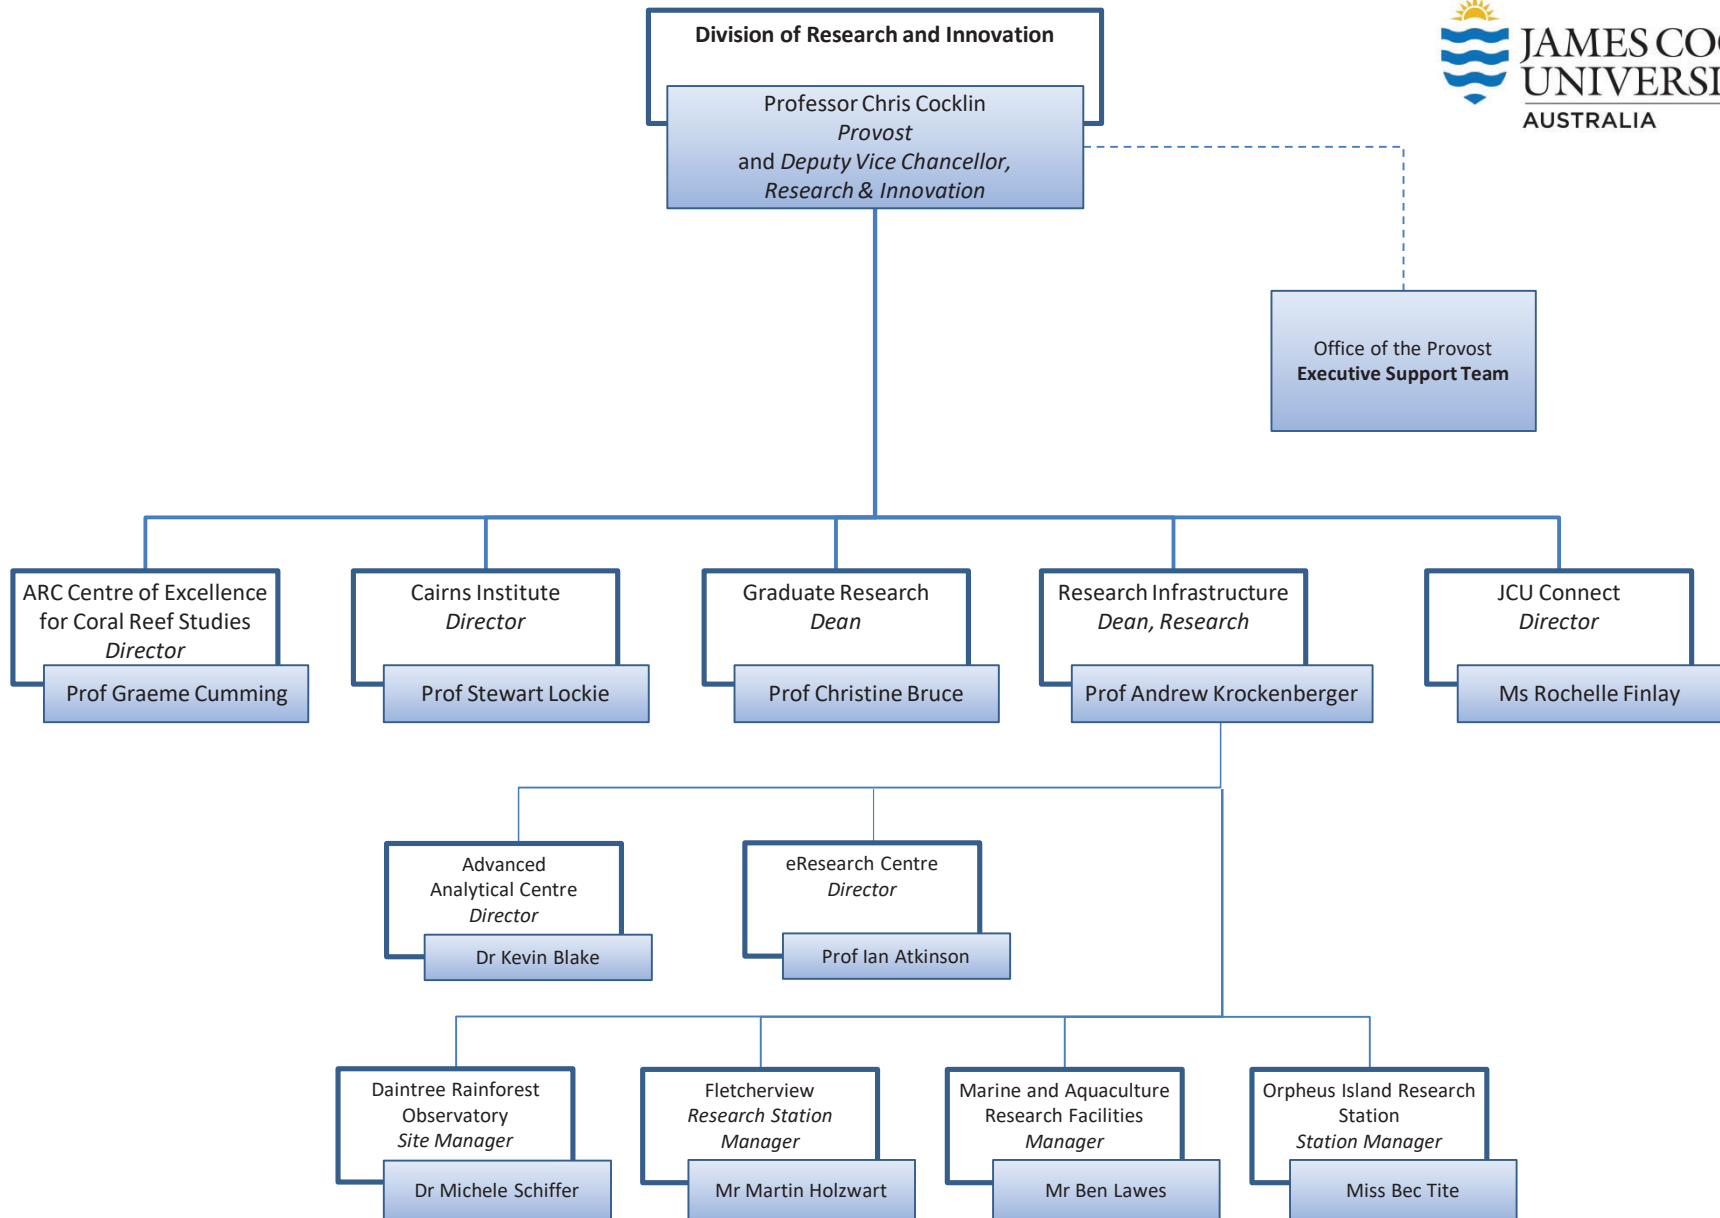 Division of Research and Innovation
Professor Chris Cocklin
Provost
and Deputy Vice Chancellor,
Research & Innovation
JAMES
AUSTRALIA
Office of the Provost
Executive Support Team
ARC Centre of Excellence
for Coral Reef Studies
Director
Prof Graeme Cumming
Cairns Institute
Director
Prof Stewart Lockie
Graduate Research
Dean
Prof Christine Bruce
Research Infrastructure
Dean, Research
Prof Andrew Krockenberger
JCU Connect
Director
Ms Rochelle Finlay
Advanced
Analytical Centre
Director
Dr Kevin Blake
eResearch Centre
Director
Prof Ian Atkinson
Daintree Rainforest
Observatory
Site Manager
Dr Michele Schiffer
Fletcherview
Research Station
Manager
Mr Martin Holzwart
Marine and Aquaculture
Research Facilities
Manager
Mr Ben Lawes
Orpheus Island Research
Station
Station Manager
Miss Bec Tite